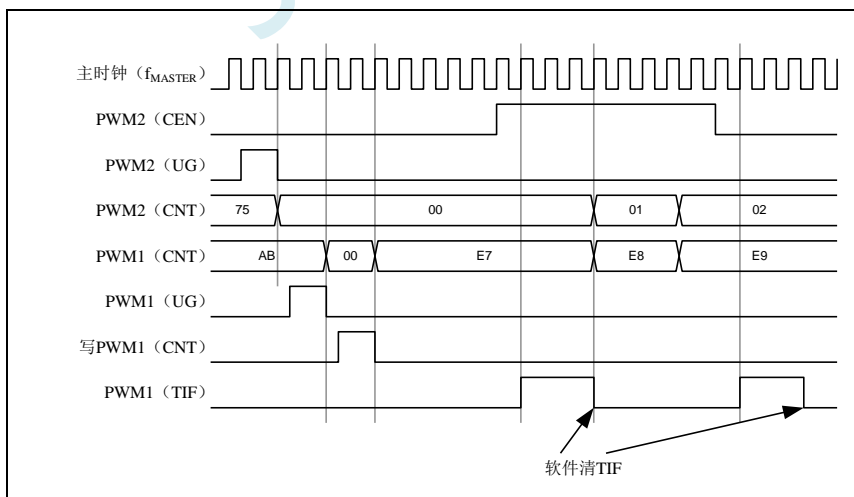 主时钟（fMASTER）
PWM2（CEN）
PWM2（UG）
PWM2（CNT） 75 00 01 02
PWM1（CNT） AB 00 E7 E8 E9
PWM1（UG）
写PWM1（CNT）
PWM1（TIF）
软件清TIF